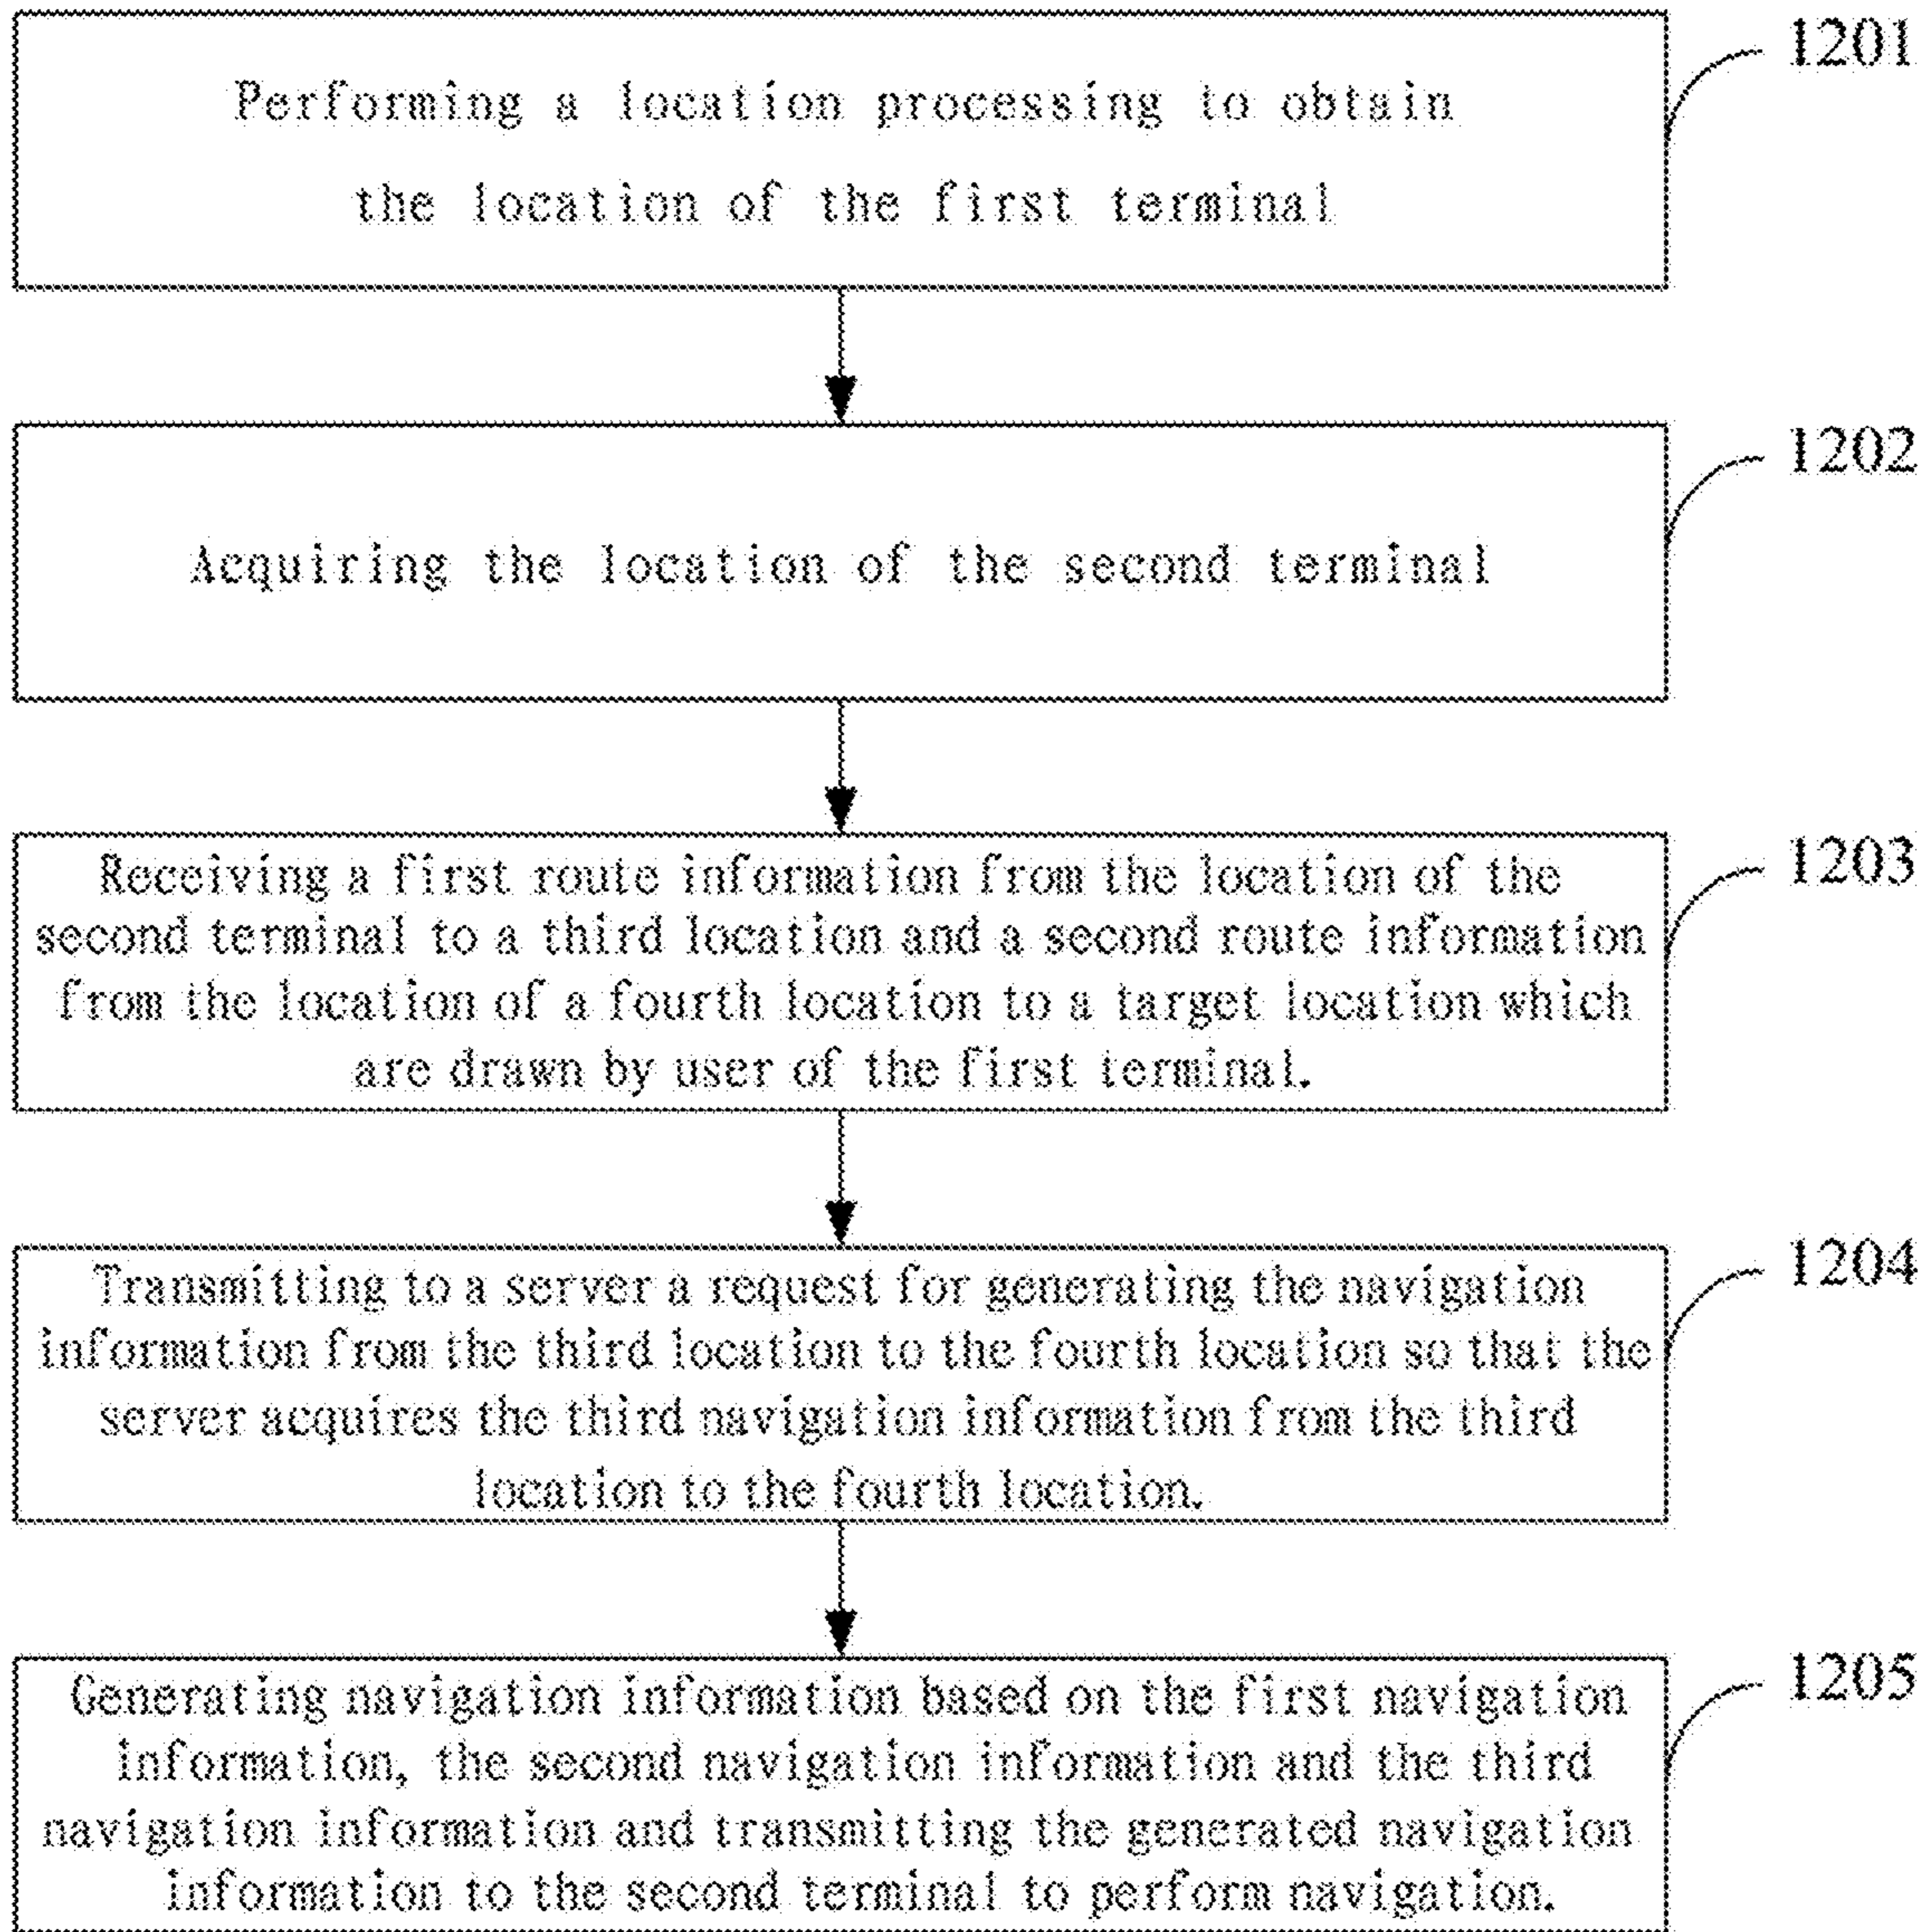 1201
Performing a location processing to obtain
the location of the first terminal
1202
Acquiring the location of the second terminal
1203
Receiving a first route information from the location of the
second terminal to a third location and a second route information
from the location of a fourth location to a target location which
are drawn by user of the first terminal.
1204
Transmitting to a server a request for generating the navigation
information from the third location to the fourth location so that the
server acquires the third navigation information from the third
location to the fourth location.
1205
Generating navigation information based on the first navigation
information, the second navigation information and the third
navigation information and transmitting the generated navigation
information to the second terminal to perform navigation.